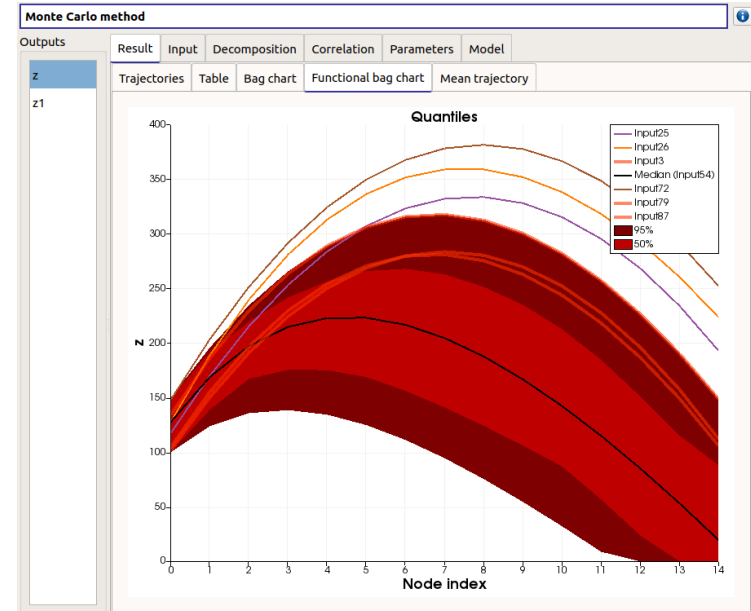 Monte Carlo method
Outputs
z
z1
Result Input Decomposition Correlation Parameters Model
Trajectories Table Bag chart Functional bag chart Mean trajectory
Quantiles
Input25
Input26
Input3
Median (Input54)
Input72
Input79
Input87
95%
50%
400
350
300
250
200
150
100
50
0
z
0 1 2 3 4 5 6 7 8 9 10 11 12 13 14
Node index